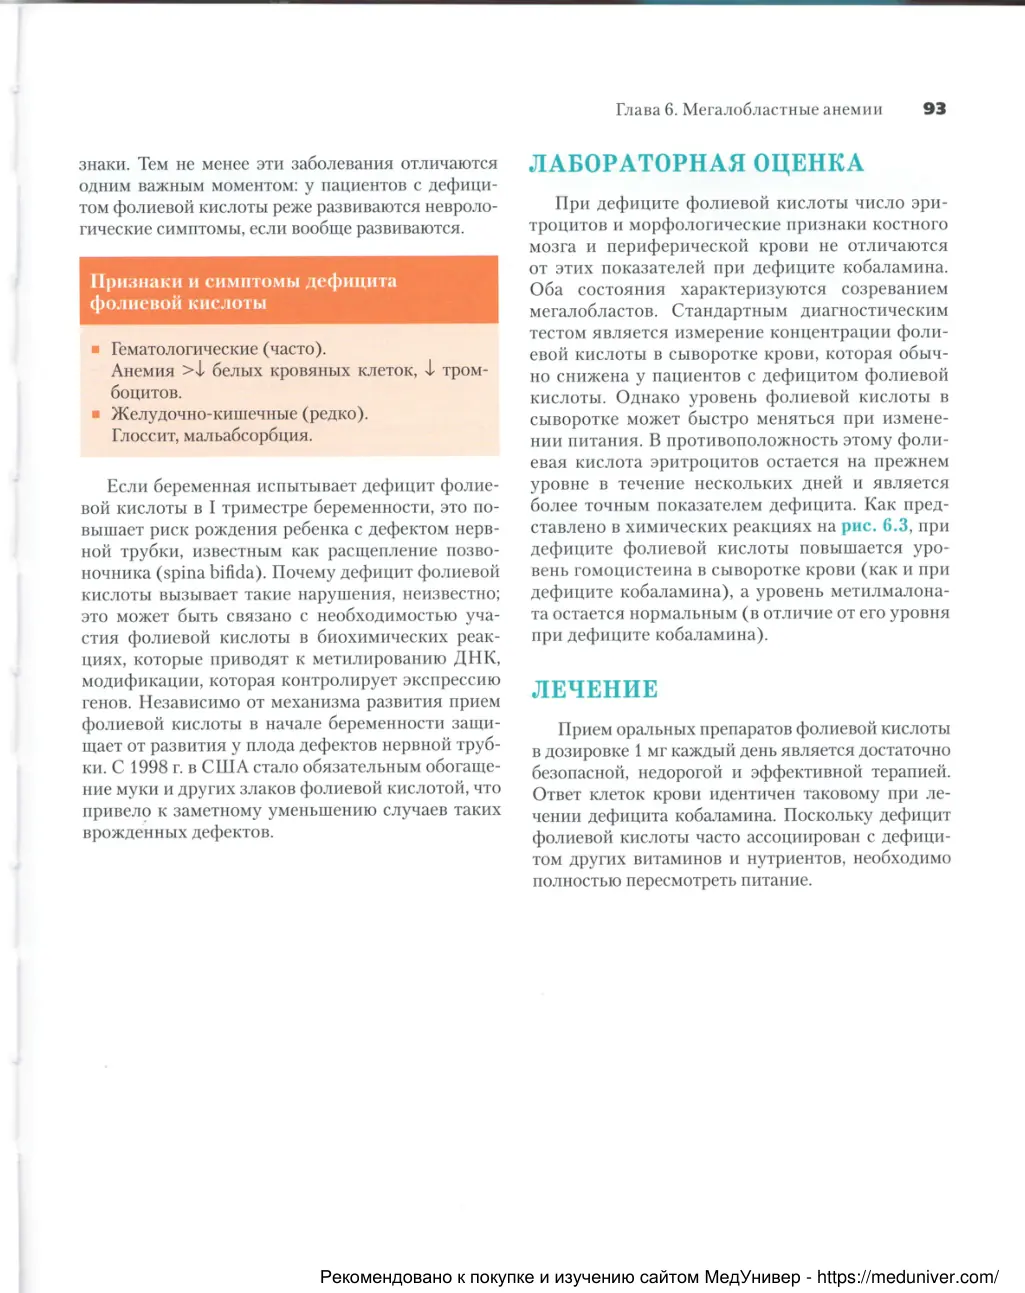 Глава 6. Мегалобластные анемии 93
знаки. Тем не менее эти заболевания отличаются
одним важным моментом: у пациентов с дефици-
том фолиевой кислоты реже развиваются невроло-
гические симптомы, если вообще развиваются.
Признаки и симптомы дефицита
фолиевой кислоты
■ Гематологические (часто).
Анемия >↓ белых кровяных клеток, ↓ тром-
боцитов.
■ Желудочно-кишечные (редко).
Глоссит, мальабсорбция.
Если беременная испытывает дефицит фолие-
вой кислоты в I триместре беременности, это по-
вышает риск рождения ребенка с дефектом нерв-
ной трубки, известным как расщепление позво-
ночника (spina bifida). Почему дефицит фолиевой
кислоты вызывает такие нарушения, неизвестно;
это может быть связано с необходимостью уча-
стия фолиевой кислоты в биохимических реак-
циях, которые приводят к метилированию ДНК,
модификации, которая контролирует экспрессию
генов. Независимо от механизма развития прием
фолиевой кислоты в начале беременности защи-
щает от развития у плода дефектов нервной труб-
ки. С 1998 г. в США стало обязательным обогаще-
ние муки и других злаков фолиевой кислотой, что
привело к заметному уменьшению случаев таких
врожденных дефектов.
ЛАБОРАТОРНАЯ ОЦЕНКА
При дефиците фолиевой кислоты число эри-
троцитов и морфологические признаки костного
мозга и периферической крови не отличаются
от этих показателей при дефиците кобаламина.
Оба состояния характеризуются созреванием
мегалобластов. Стандартным диагностическим
тестом является измерение концентрации фоли-
евой кислоты в сыворотке крови, которая обыч-
но снижена у пациентов с дефицитом фолиевой
кислоты. Однако уровень фолиевой кислоты в
сыворотке может быстро меняться при измене-
нии питания. В противоположность этому фоли-
евая кислота эритроцитов остается на прежнем
уровне в течение нескольких дней и является
более точным показателем дефицита. Как пред-
ставлено в химических реакциях на рис. 6.3, при
дефиците фолиевой кислоты повышается уро-
вень гомоцистеина в сыворотке крови (как и при
дефиците кобаламина), а уровень метилмалона-
та остается нормальным (в отличие от его уровня
при дефиците кобаламина).
ЛЕЧЕНИЕ
Прием оральных препаратов фолиевой кислоты
в дозировке 1 мг каждый день является достаточно
безопасной, недорогой и эффективной терапией.
Ответ клеток крови идентичен таковому при ле-
чении дефицита кобаламина. Поскольку дефицит
фолиевой кислоты часто ассоциирован с дефици-
том других витаминов и нутриентов, необходимо
полностью пересмотреть питание.
Рекомендовано к покупке и изучению сайтом МедУнивер - https://meduniver.com/